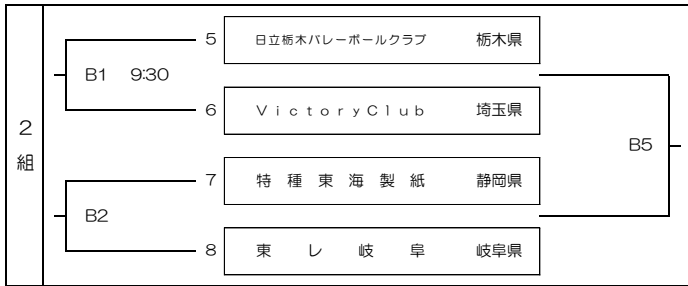 5 日立栃木バレーボールクラブ 栃木県
B1 9:30
6 VictoryClub 埼玉県
2組
B5
7 特種東海製紙 静岡県
B2
8 東レ岐阜 岐阜県